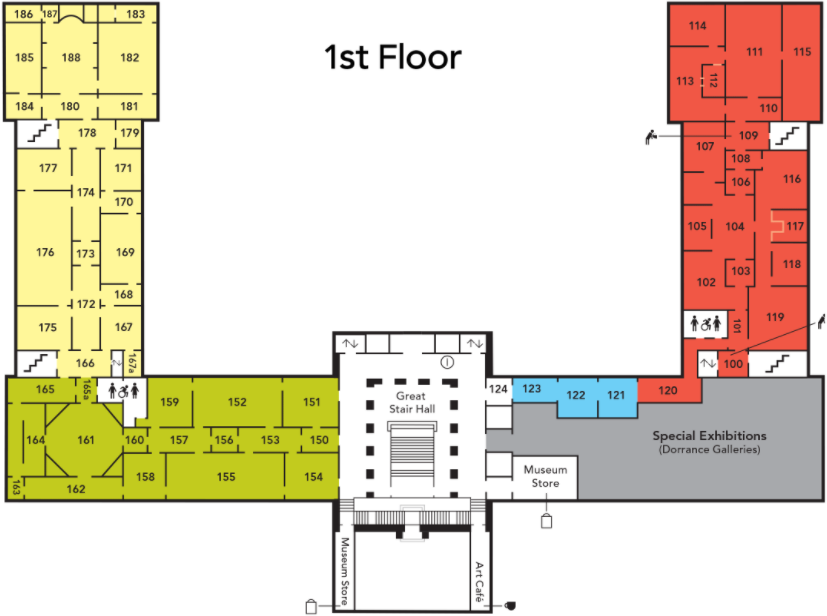 1st Floor
186 187 183
185 188 182
184 180 181
178 179
177 171
174
170
176 173 169
172 168
175 167
166 167a
165 165a
159 152 151
164 161 160 157 156 153 150
163 162 158 155 154
Great
Stair Hall
i
124 123 122 121 120
Special Exhibitions
(Dorrance Galleries)
Museum
Store
Museum Store
Art Café
114 111 115
113 112
110
107 109
108
106 116
105 104 117
103 118
102
101 119
100